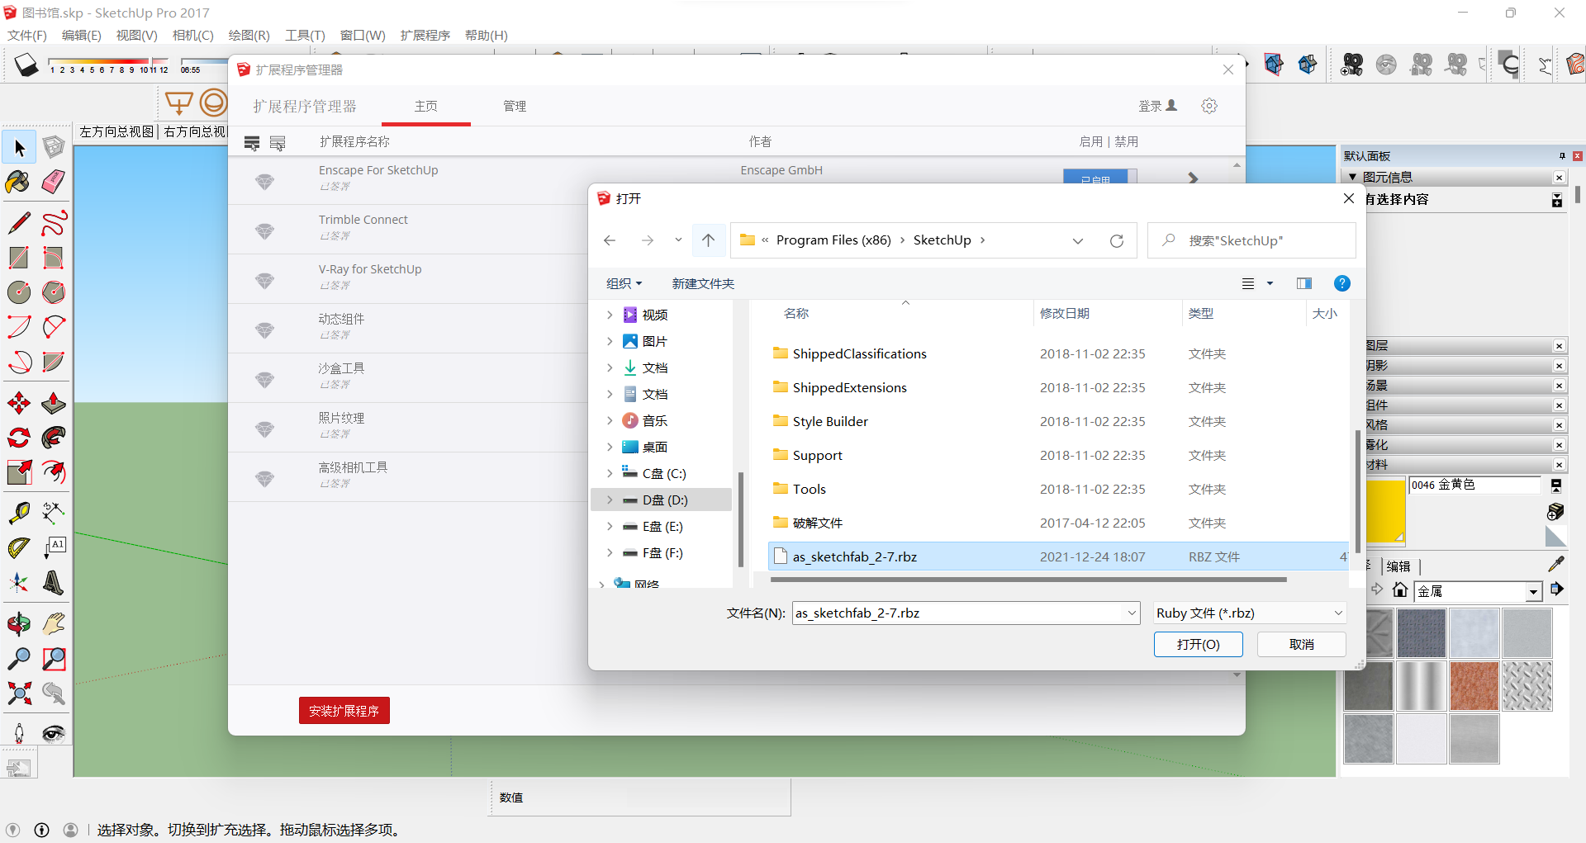 图书馆.skp - SketchUp Pro 2017
文件(F) 编辑(E) 视图(V) 相机(C) 绘图(R) 工具(T) 窗口(W) 扩展程序 帮助(H)
1 2 3 4 5 6 7 8 9 10 11 12 06:55
左方向总视图 右方向总视
扩展程序管理器
扩展程序管理器 主页 管理 登录
扩展程序名称 作者 启用 | 禁用
Enscape For SketchUp Enscape GmbH 已启用
已签署
Trimble Connect
已签署
V-Ray for SketchUp
已签署
动态组件
已签署
沙盒工具
已签署
照片纹理
已签署
高级相机工具
已签署
安装扩展程序
打开
« Program Files (x86) › SketchUp › 搜索"SketchUp"
组织 新建文件夹
视频
图片
文档
文档
音乐
桌面
C盘 (C:)
D盘 (D:)
E盘 (E:)
F盘 (F:)
网络
名称 修改日期 类型 大小
ShippedClassifications 2018-11-02 22:35 文件夹
ShippedExtensions 2018-11-02 22:35 文件夹
Style Builder 2018-11-02 22:35 文件夹
Support 2018-11-02 22:35 文件夹
Tools 2018-11-02 22:35 文件夹
破解文件 2017-04-12 22:05 文件夹
as_sketchfab_2-7.rbz 2021-12-24 18:07 RBZ 文件
文件名(N): as_sketchfab_2-7.rbz Ruby 文件 (*.rbz)
打开(O) 取消
默认面板
图元信息
有选择内容
图层
阴影
场景
组件
风格
雾化
材料
0046 金黄色
编辑
金属
A1
数值
选择对象。切换到扩充选择。拖动鼠标选择多项。